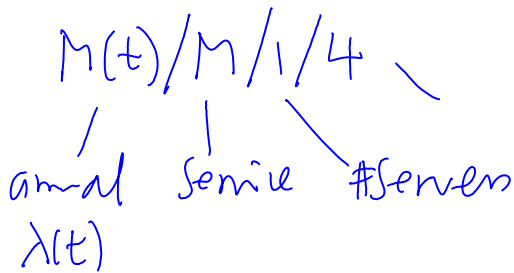 M(t)/M/1/4
arrival service #servers
λ(t)